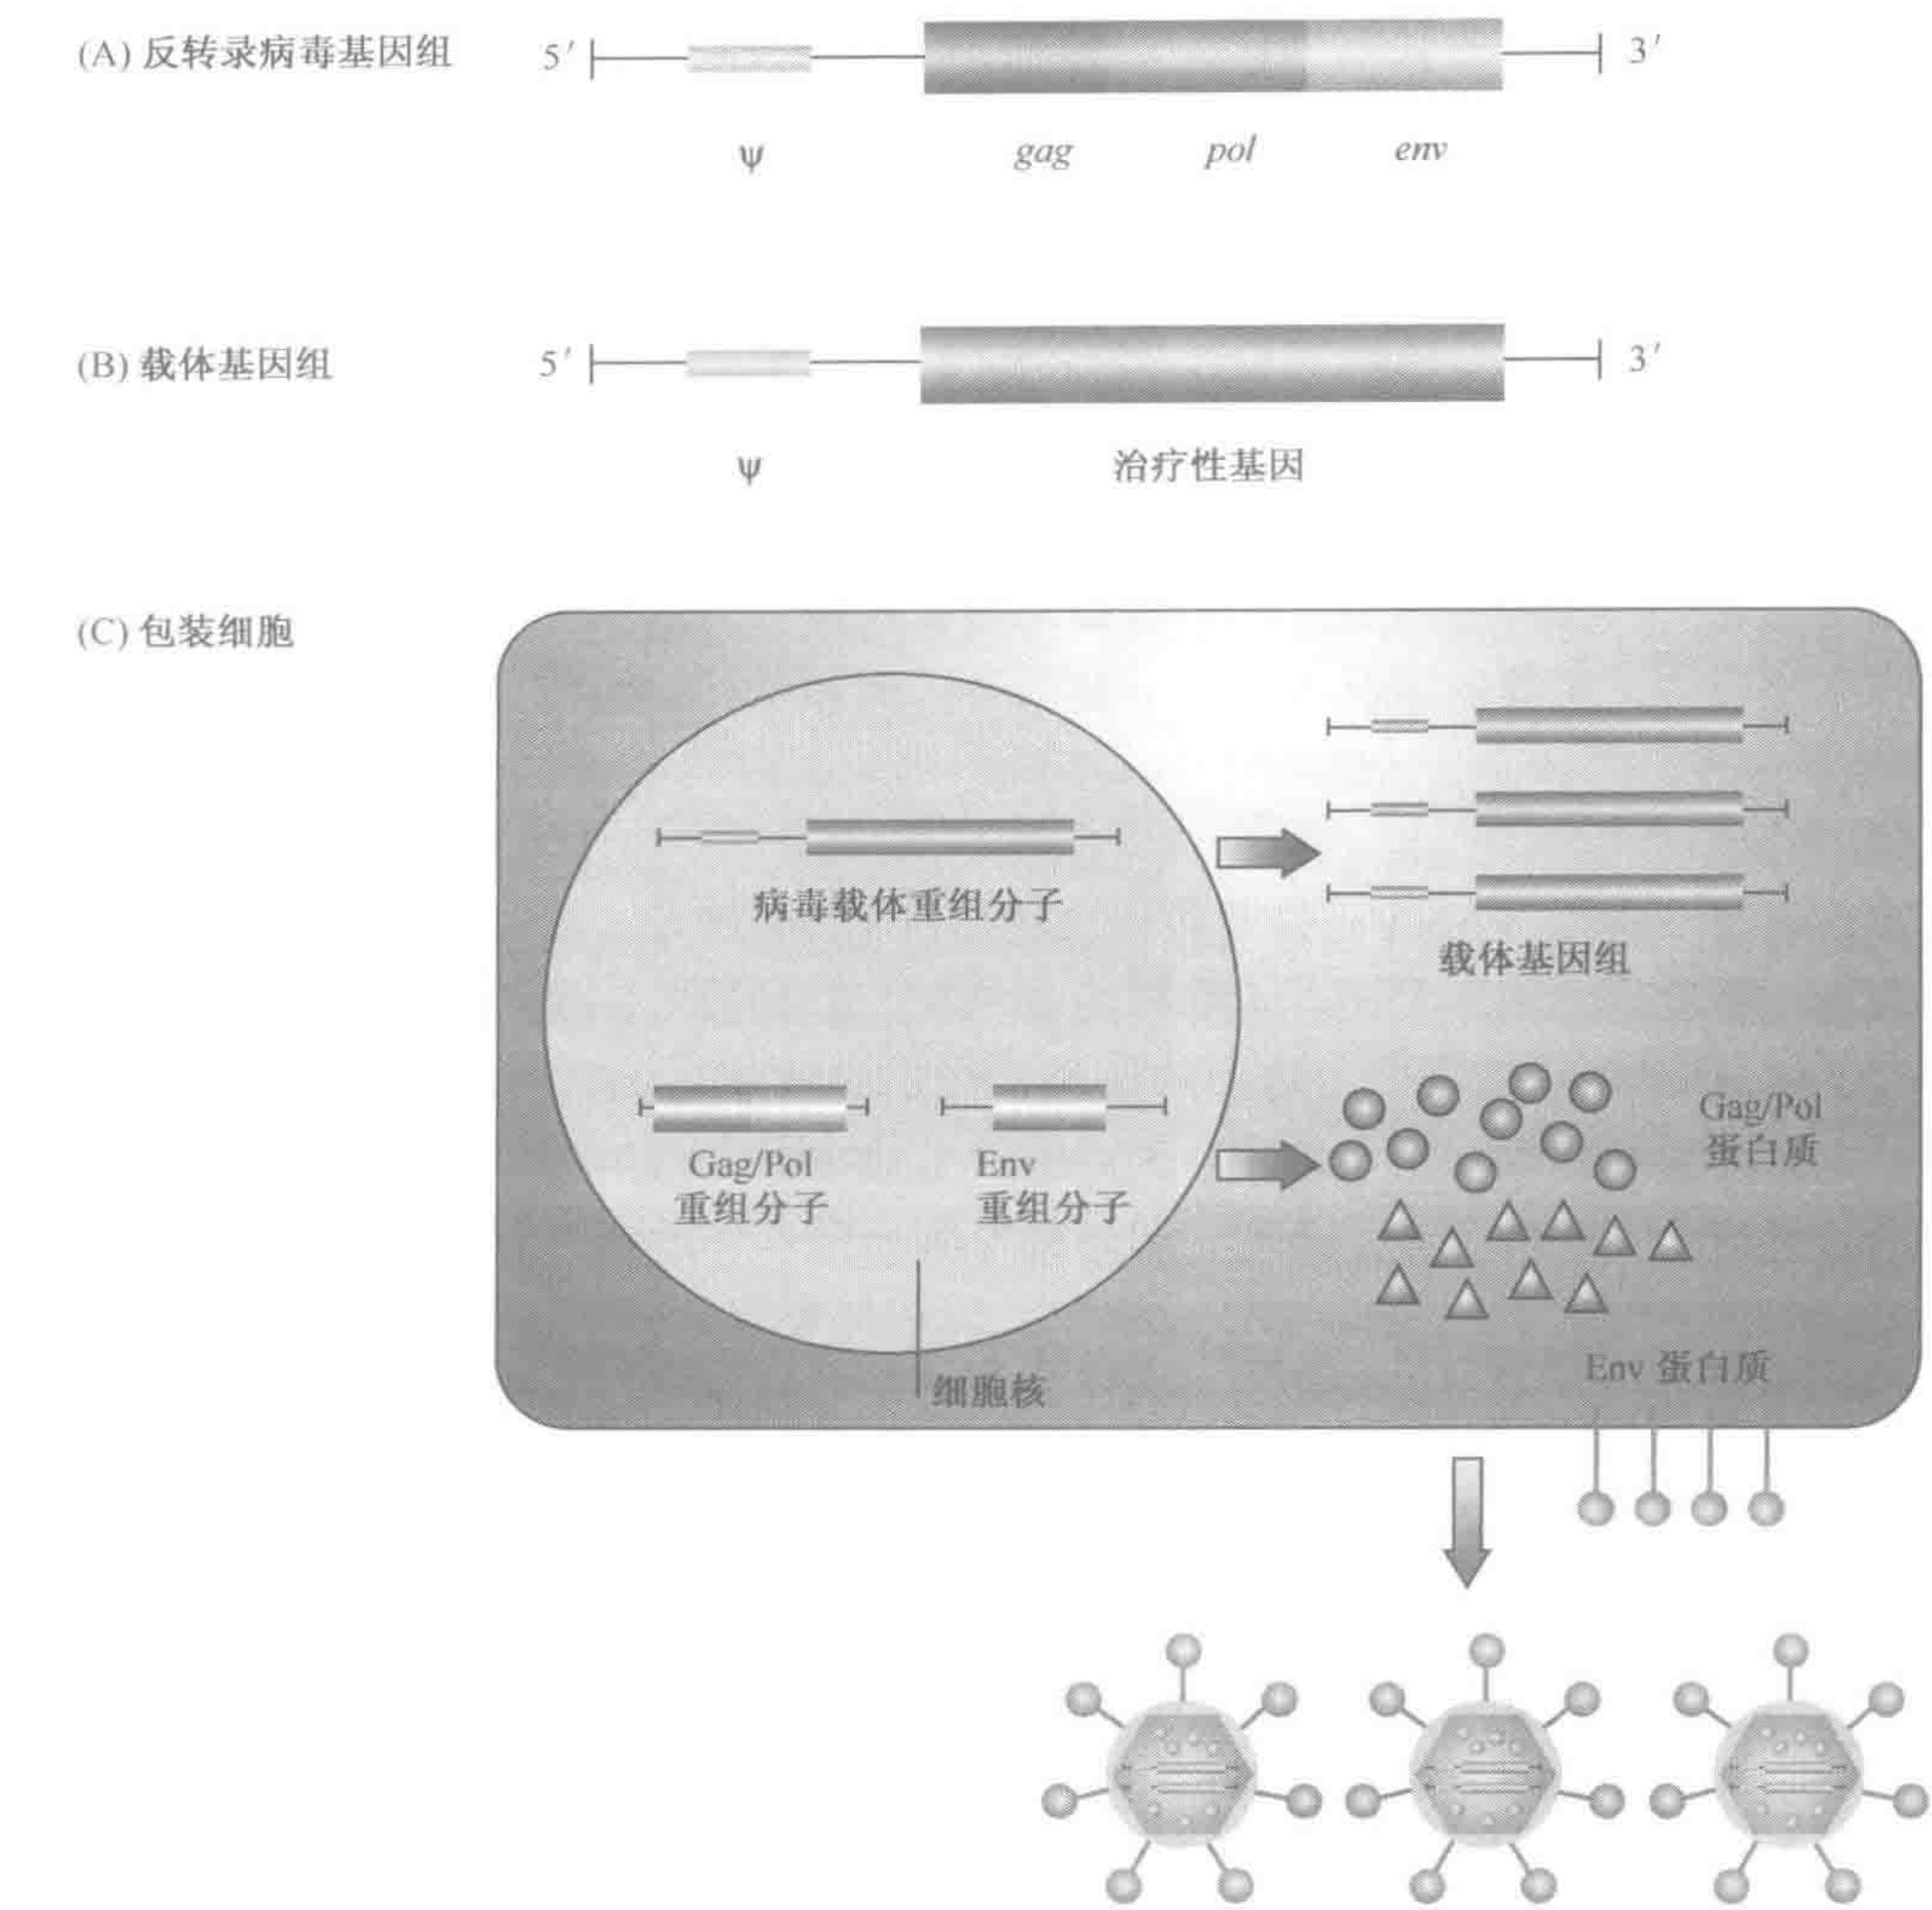 (A) 反转录病毒基因组
5′ 3′
ψ gag pol env
(B) 载体基因组
5′ 3′
ψ 治疗性基因
(C) 包装细胞
病毒载体重组分子
载体基因组
Gag/Pol
重组分子
Env
重组分子
Gag/Pol
蛋白质
Env 蛋白质
细胞核